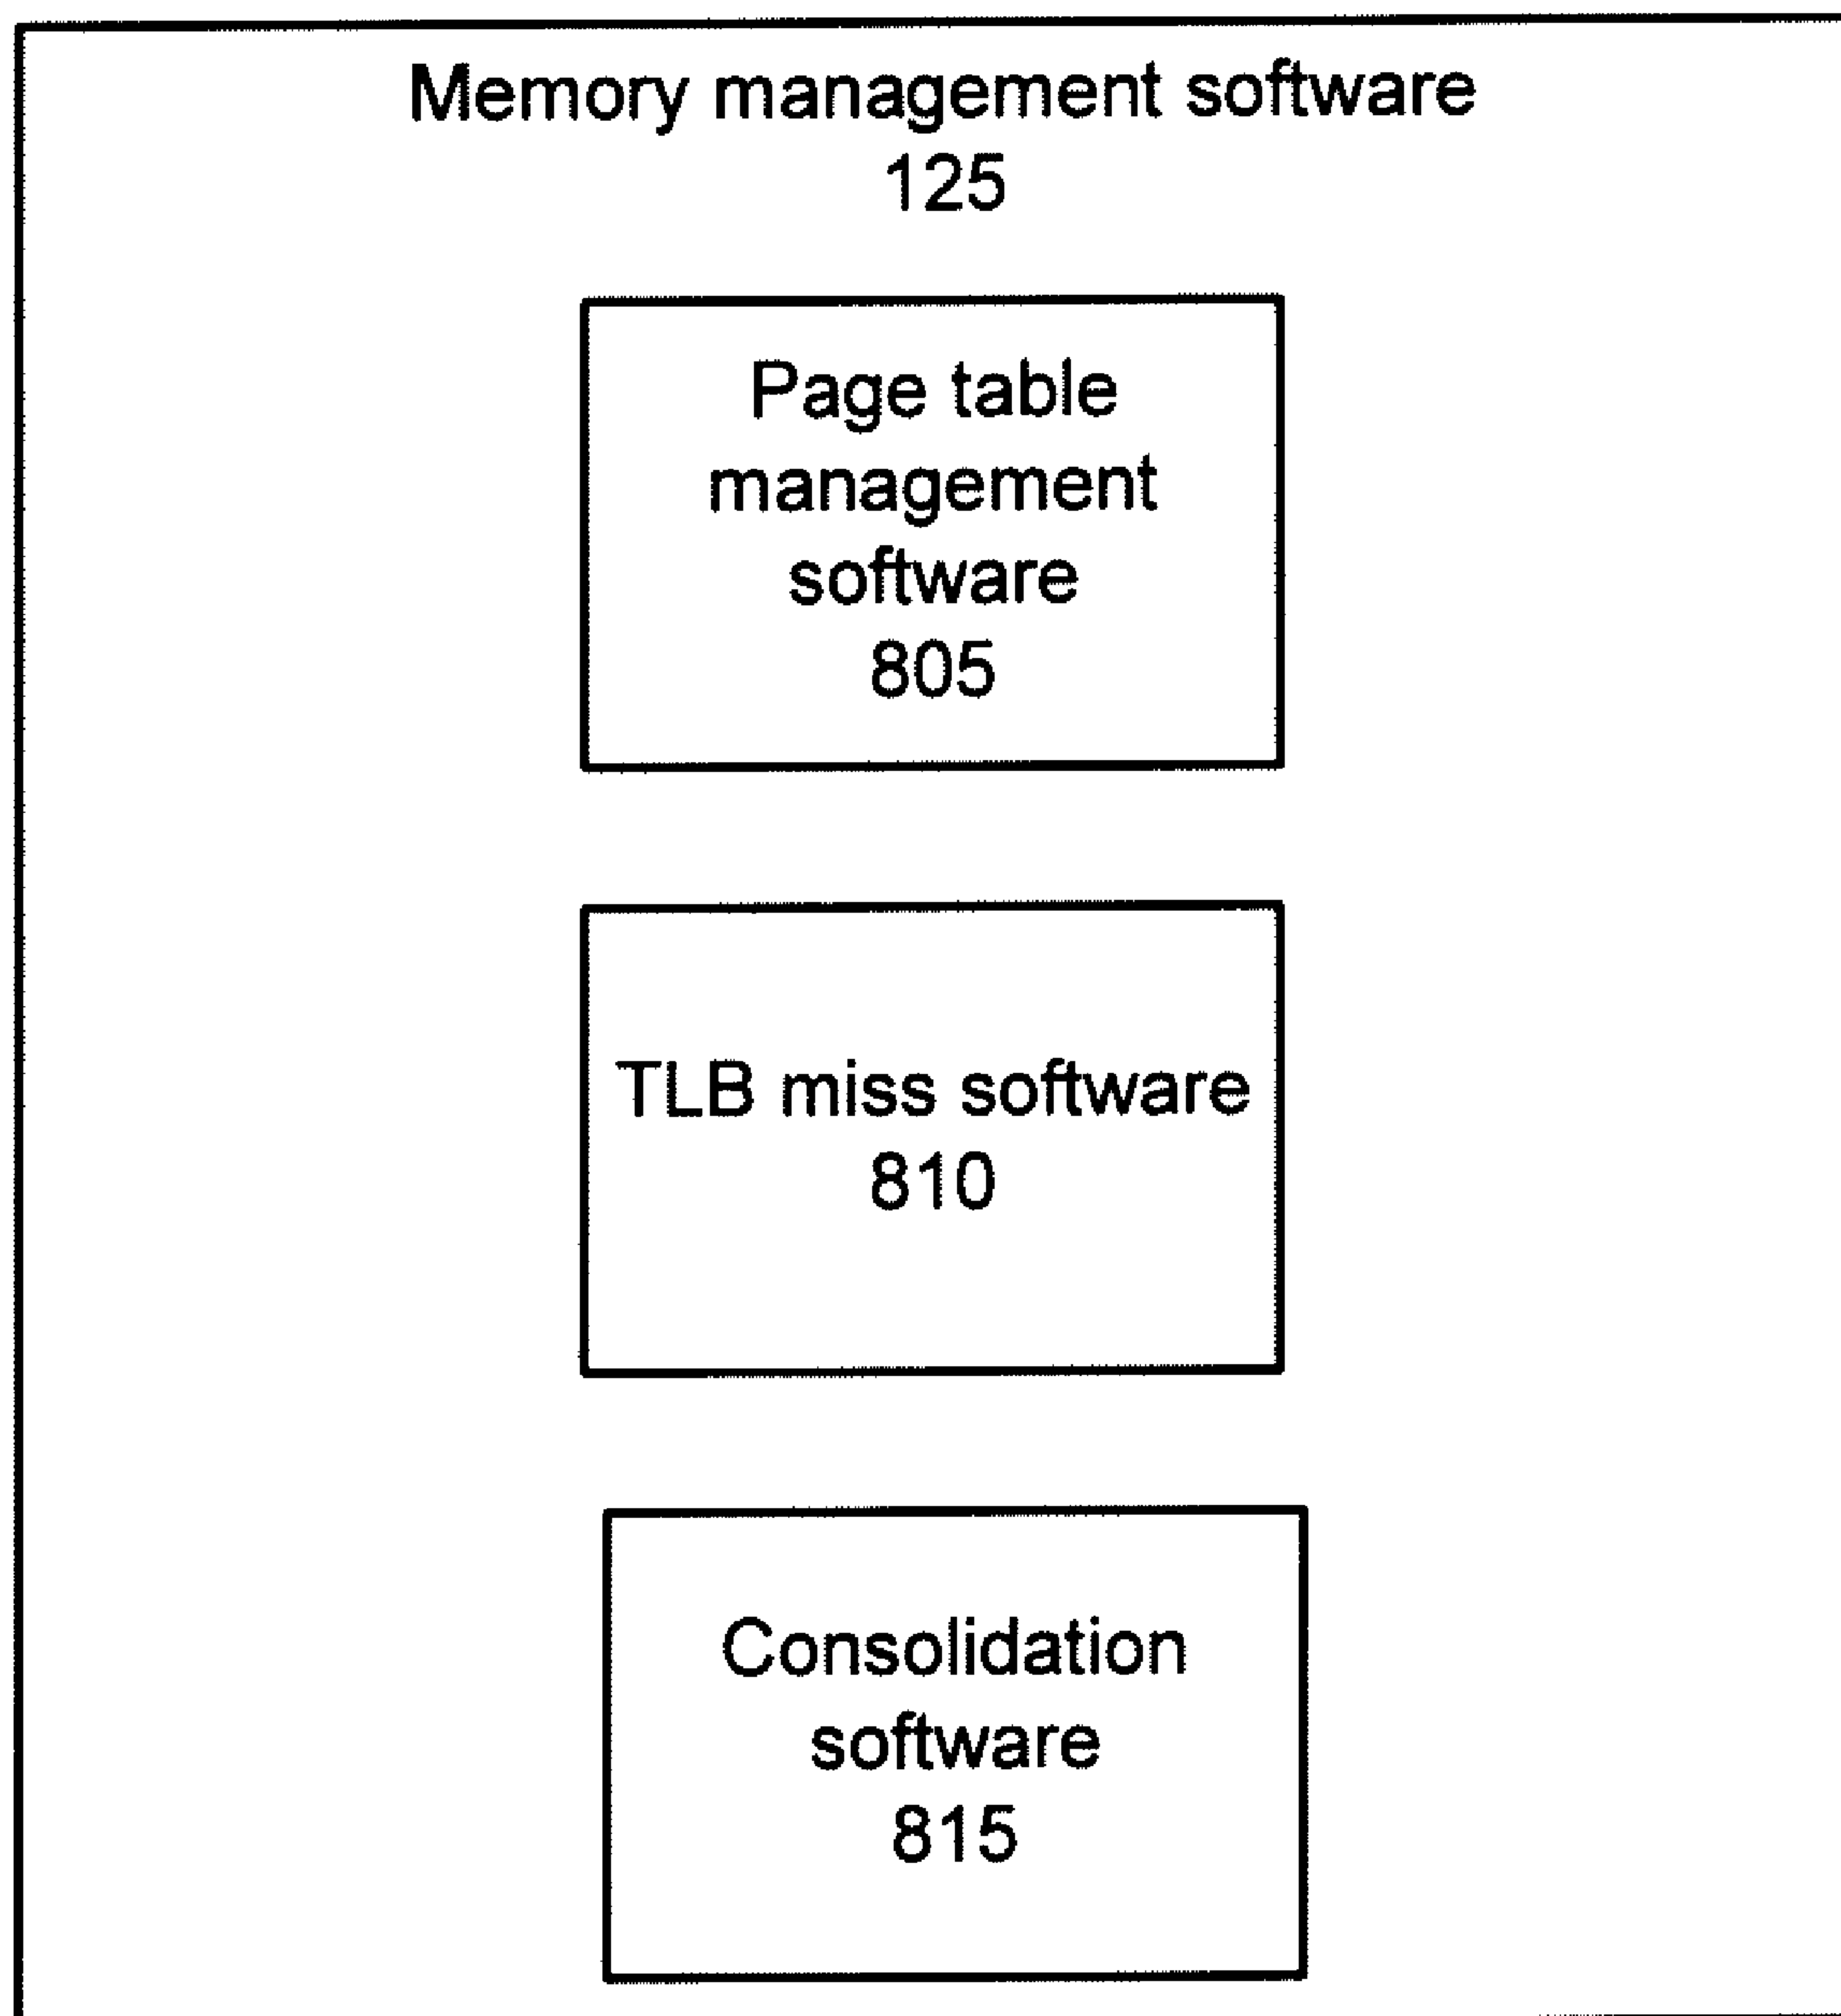 Memory management software
125
Page table
management
software
805
TLB miss software
810
Consolidation
software
815